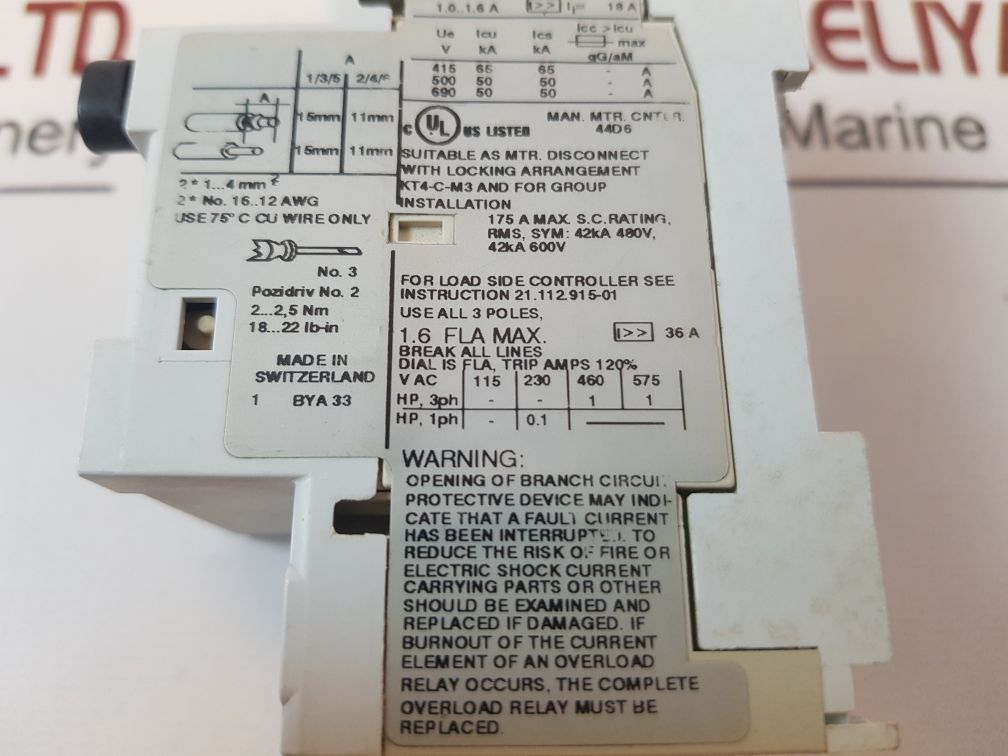 LTD
RELIY
nery
Marine
1.0..1.6 A I>> I₁= 18 A
Ue Icu Ics Icc > Icu
V kA kA max
gG/aM
415 65 65 - A
500 50 50 - A
690 50 50 - A
A
1/3/5 2/4/6
A
15mm 11mm
15mm 11mm
2 * 1...4 mm²
2 * No. 16..12 AWG
USE 75°C CU WIRE ONLY
No. 3
Pozidriv No. 2
2...2,5 Nm
18...22 lb-in
MADE IN
SWITZERLAND
1 BYA 33
C UL US LISTED MAN. MTR. CNTLR.
44D6
SUITABLE AS MTR. DISCONNECT
WITH LOCKING ARRANGEMENT
KT4-C-M3 AND FOR GROUP
INSTALLATION
175 A MAX. S.C. RATING,
RMS, SYM: 42kA 480V,
42kA 600V
FOR LOAD SIDE CONTROLLER SEE
INSTRUCTION 21.112.915-01
USE ALL 3 POLES,
1.6 FLA MAX. I>> 36 A
BREAK ALL LINES
DIAL IS FLA, TRIP AMPS 120%
V AC 115 230 460 575
HP, 3ph - - 1 1
HP, 1ph - 0.1
WARNING:
OPENING OF BRANCH CIRCUIT
PROTECTIVE DEVICE MAY INDI-
CATE THAT A FAULT CURRENT
HAS BEEN INTERRUPTED. TO
REDUCE THE RISK OF FIRE OR
ELECTRIC SHOCK CURRENT
CARRYING PARTS OR OTHER
SHOULD BE EXAMINED AND
REPLACED IF DAMAGED. IF
BURNOUT OF THE CURRENT
ELEMENT OF AN OVERLOAD
RELAY OCCURS, THE COMPLETE
OVERLOAD RELAY MUST BE
REPLACED.